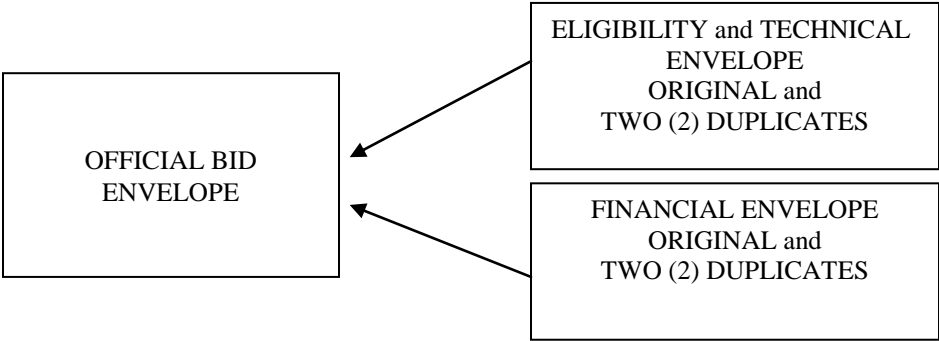 OFFICIAL BID
ENVELOPE
ELIGIBILITY and TECHNICAL
ENVELOPE
ORIGINAL and
TWO (2) DUPLICATES
FINANCIAL ENVELOPE
ORIGINAL and
TWO (2) DUPLICATES